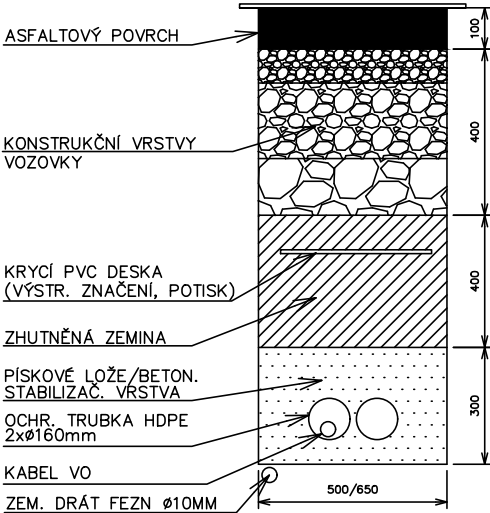 ASFALTOVÝ POVRCH
KONSTRUKČNÍ VRSTVY
VOZOVKY
KRYCÍ PVC DESKA
(VÝSTR. ZNAČENÍ, POTISK)
ZHUTNĚNÁ ZEMINA
PÍSKOVÉ LOŽE/BETON.
STABILIZAČ. VRSTVA
OCHR. TRUBKA HDPE
2xø160mm
KABEL VO
ZEM. DRÁT FEZN ø10MM
100
400
400
300
500/650